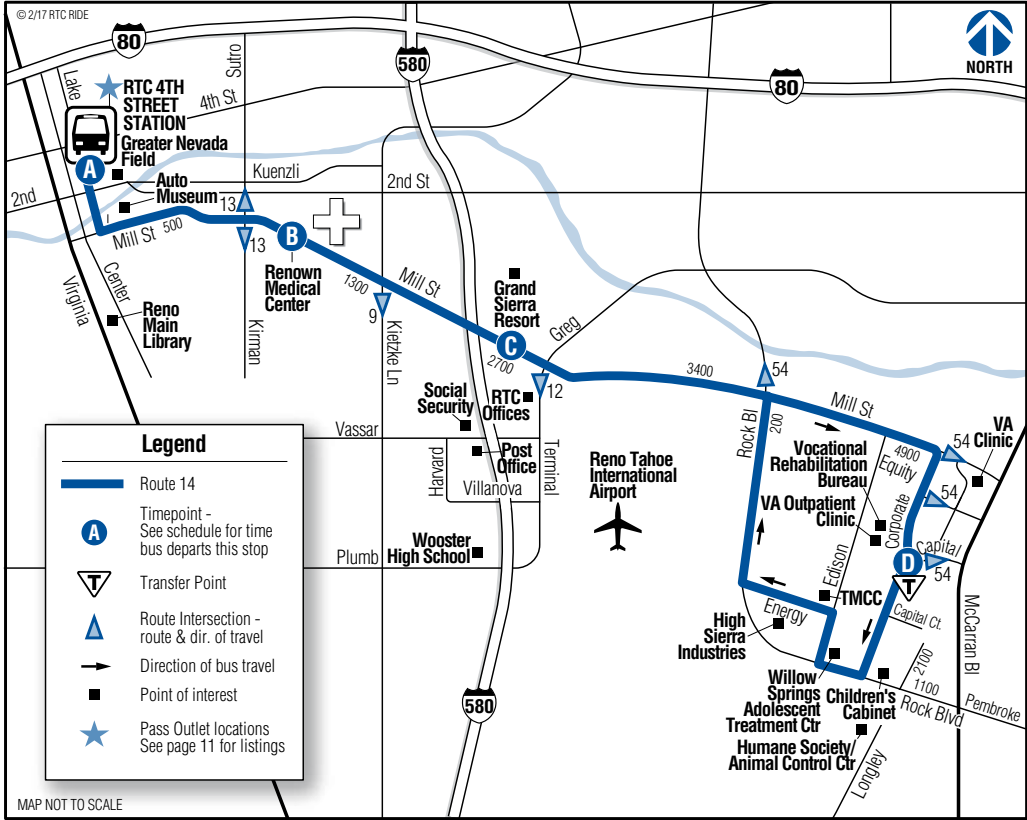 © 2/17 RTC RIDE
80
580
80
NORTH
Lake
Sutro
RTC 4TH
STREET
STATION
4th St
Greater Nevada
Field
A
2nd
Kuenzli
2nd St
Auto
Museum
13
13
Mill St
500
B
Renown
Medical
Center
1300
Mill St
Virginia
Center
Reno
Main
Library
Kirman
9
Kietzke Ln
Grand
Sierra
Resort
C
2700
Greg
12
RTC
Offices
Social
Security
Vassar
Harvard
Post
Office
Villanova
Terminal
Wooster
High School
Plumb
Reno Tahoe
International
Airport
3400
54
Rock Bl
200
Mill St
4900
54
VA
Clinic
Vocational
Rehabilitation
Bureau
Equity
VA Outpatient
Clinic
Corporate
54
Capital
54
D
T
Edison
TMCC
Energy
Capital Ct.
McCarran Bl
High
Sierra
Industries
2100
1100
Willow
Springs
Adolescent
Treatment Ctr
Children's
Cabinet
Rock Blvd
Pembroke
Humane Society/
Animal Control Ctr
Longley
580
Legend
Route 14
A
Timepoint -
See schedule for time
bus departs this stop
T
Transfer Point
Route Intersection -
route & dir. of travel
Direction of bus travel
Point of interest
Pass Outlet locations
See page 11 for listings
MAP NOT TO SCALE